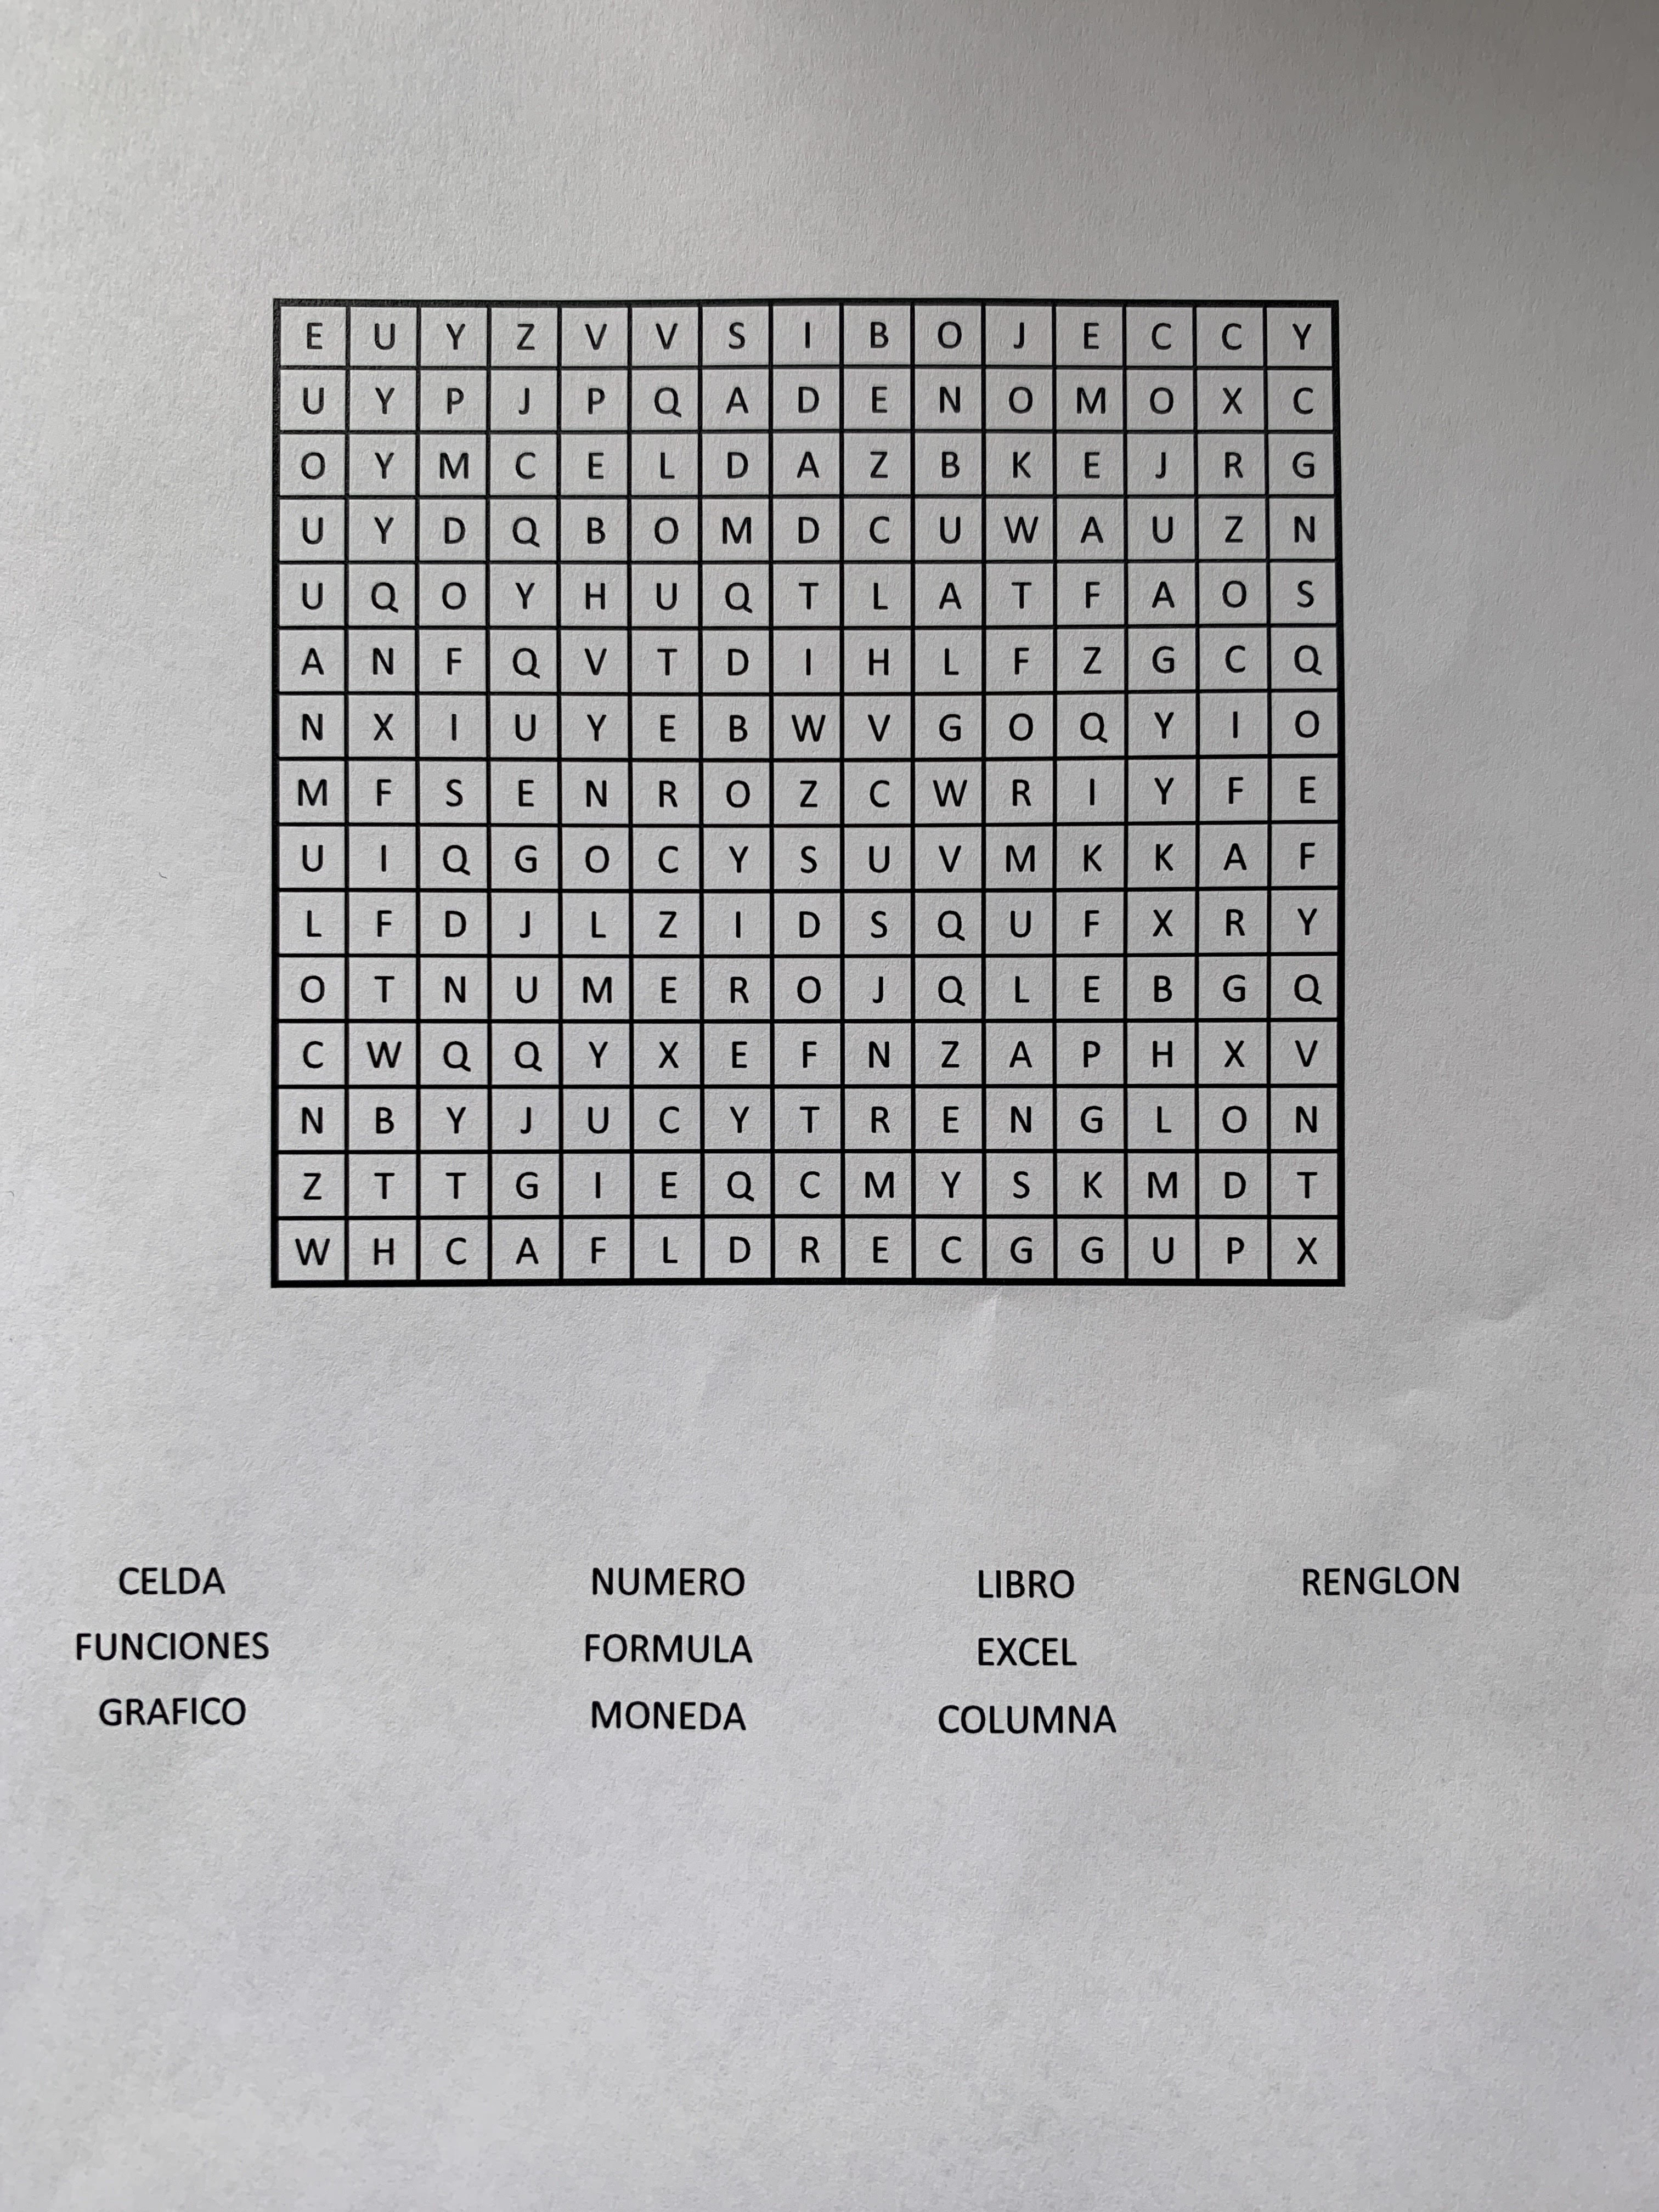 E U Y Z V V S I B O J E C C Y
U Y P J P Q A D E N O M O X C
O Y M C E L D A Z B K E J R G
U Y D Q B O M D C U W A U Z N
U Q O Y H U Q T L A T F A O S
A N F Q V T D I H L F Z G C Q
N X I U Y E B W V G O Q Y I O
M F S E N R O Z C W R I Y F E
U I Q G O C Y S U V M K K A F
L F D J L Z I D S Q U F X R Y
O T N U M E R O J Q L E B G Q
C W Q Q Y X E F N Z A P H X V
N B Y J U C Y T R E N G L O N
Z T T G I E Q C M Y S K M D T
W H C A F L D R E C G G U P X
CELDA NUMERO LIBRO RENGLON
FUNCIONES FORMULA EXCEL
GRAFICO MONEDA COLUMNA